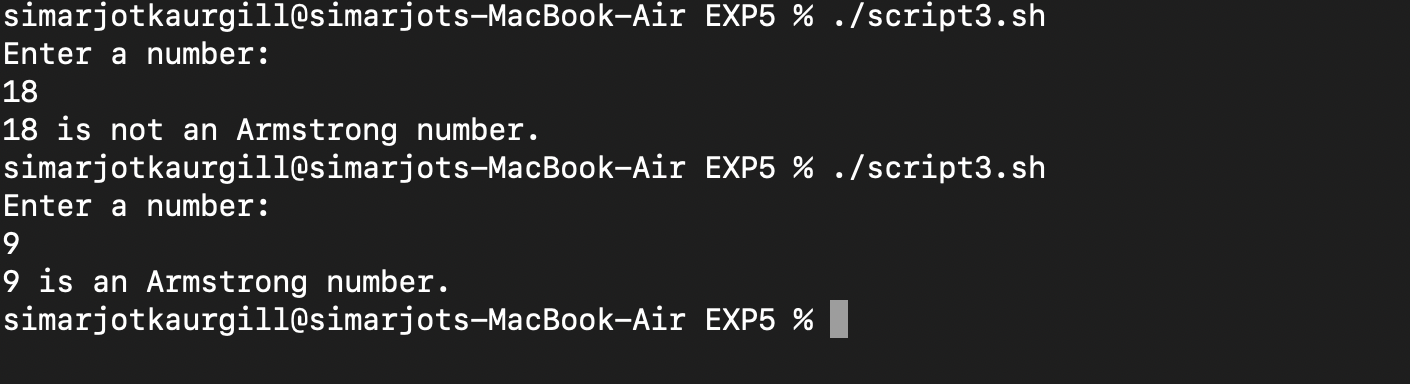 simarjotkaurgill@simarjots-MacBook-Air EXP5 % ./script3.sh
Enter a number:
18
18 is not an Armstrong number.
simarjotkaurgill@simarjots-MacBook-Air EXP5 % ./script3.sh
Enter a number:
9
9 is an Armstrong number.
simarjotkaurgill@simarjots-MacBook-Air EXP5 %